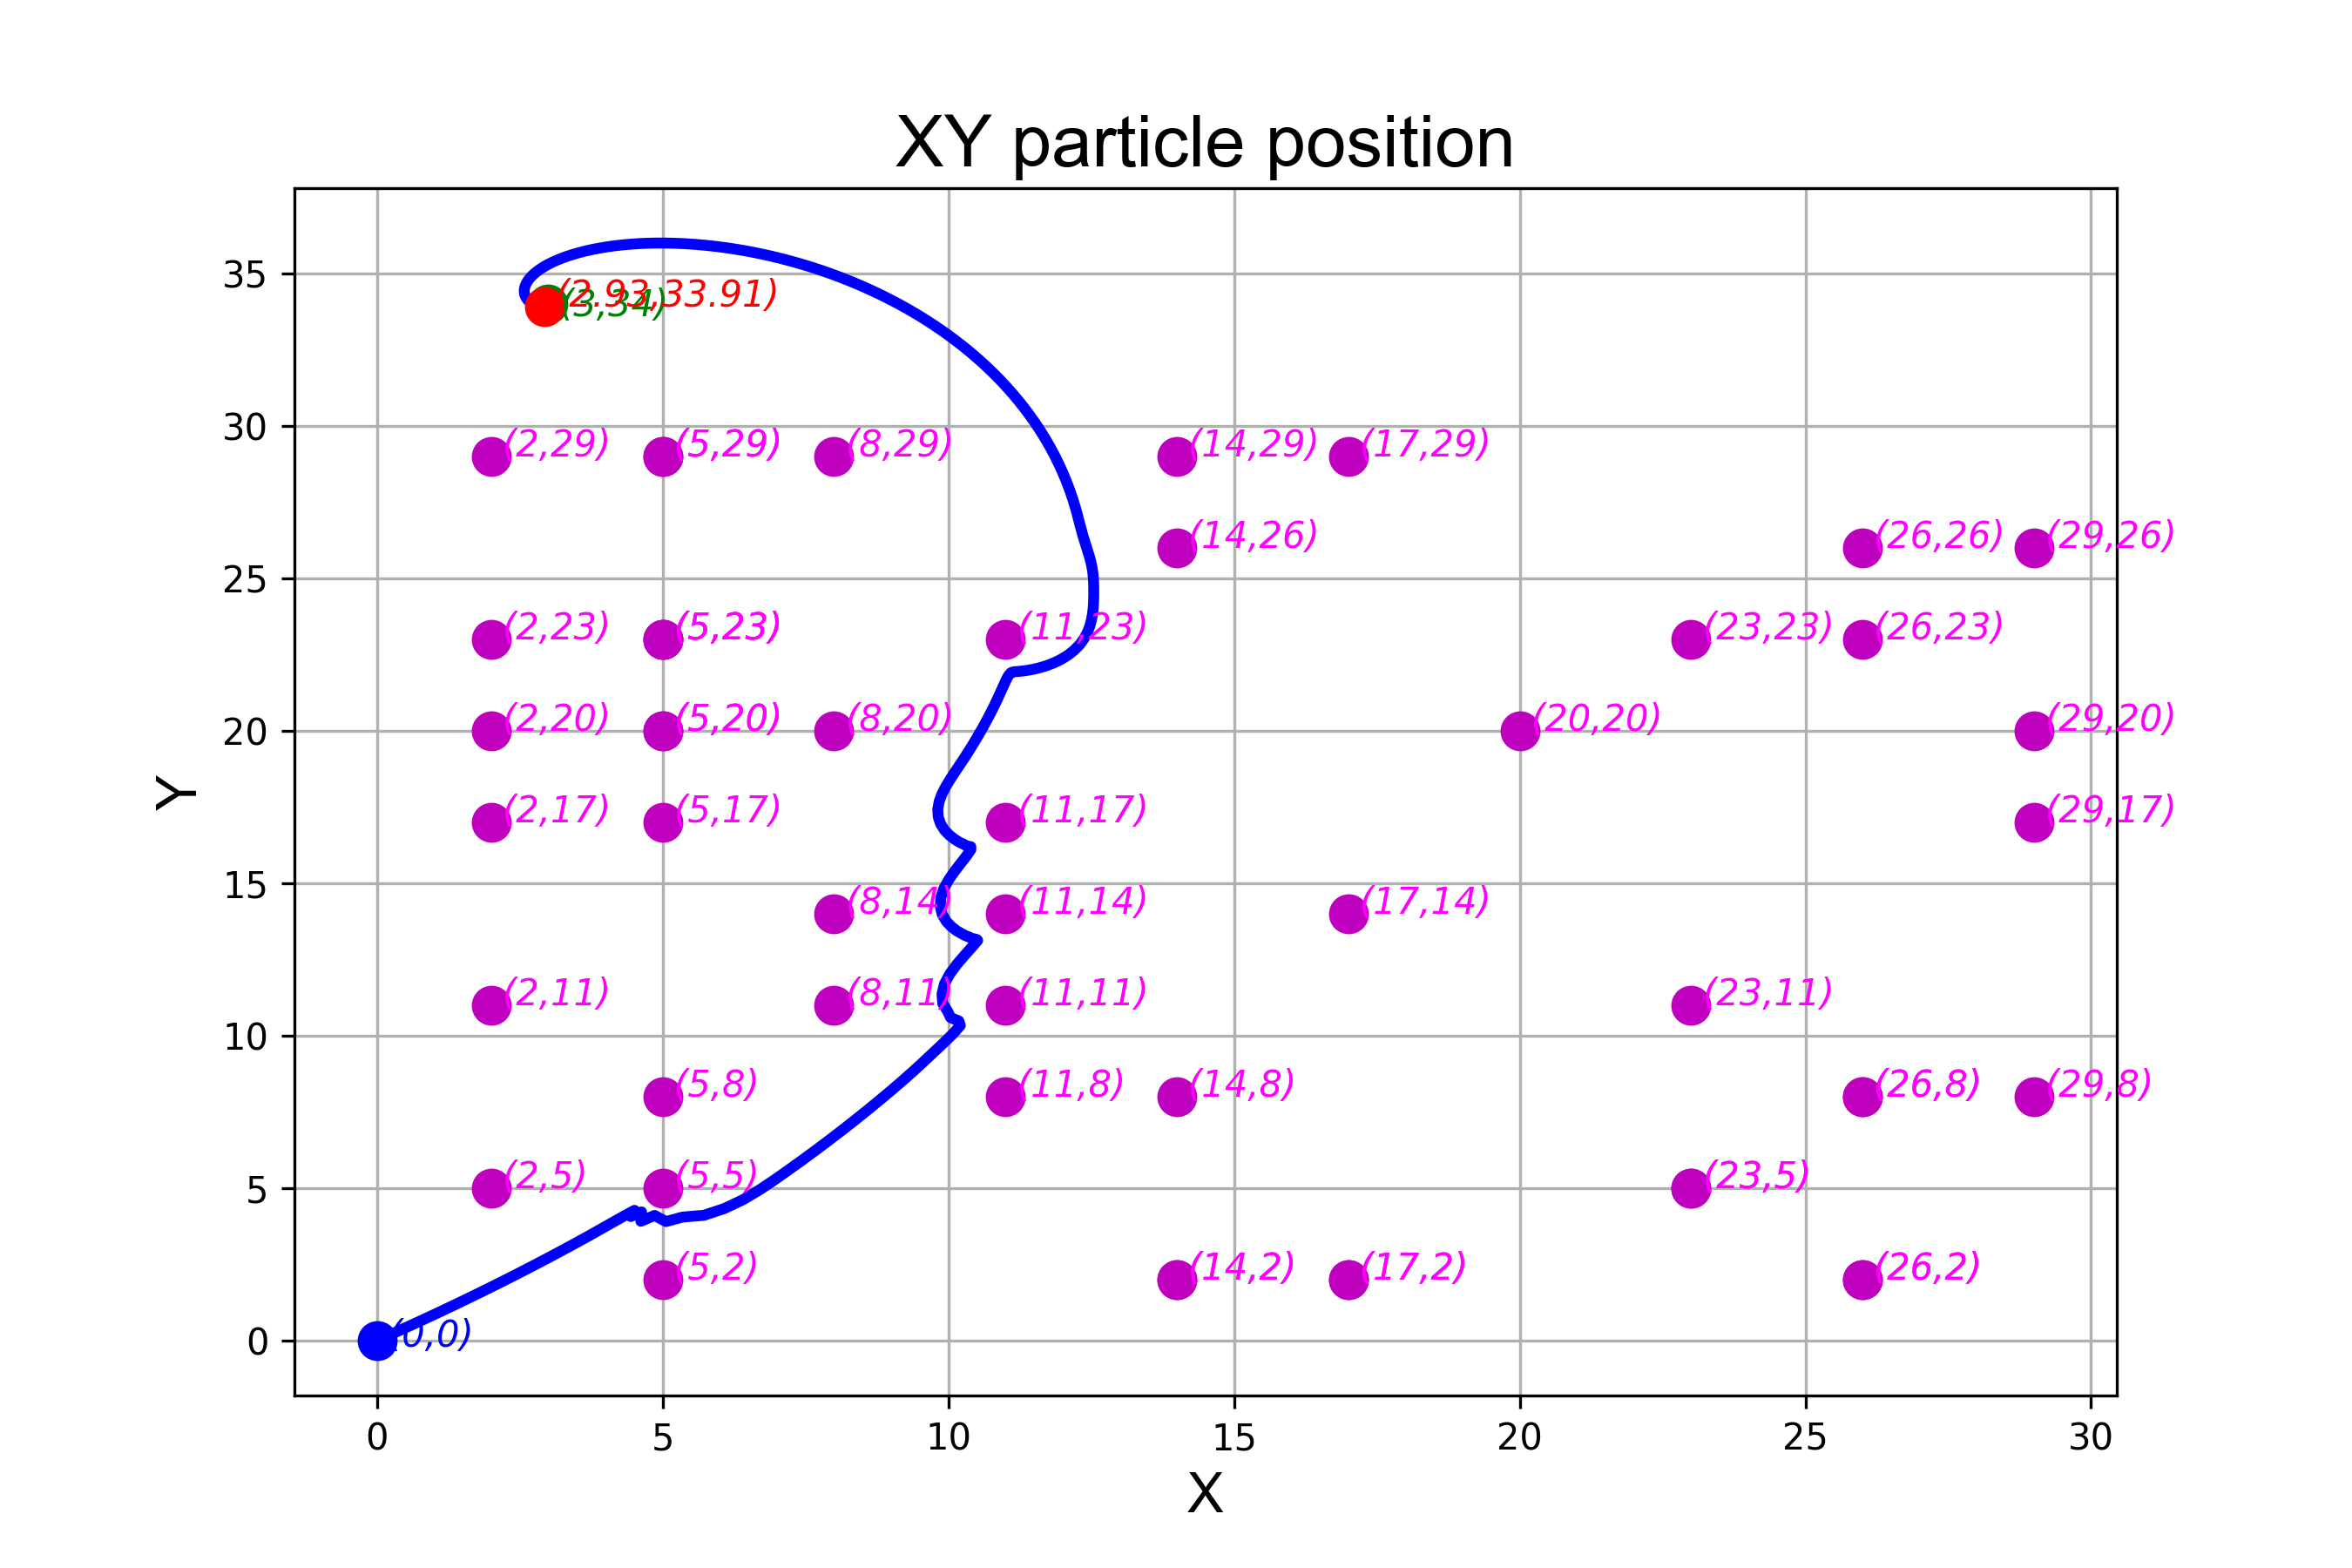 XY particle position
35
(2.93,33.91)
(3,34)
30
(2,29) (5,29) (8,29) (14,29) (17,29)
(14,26) (26,26) (29,26)
25
(2,23) (5,23) (11,23) (23,23) (26,23)
20
(2,20) (5,20) (8,20) (20,20) (29,20)
Y
(2,17) (5,17) (11,17) (29,17)
15
(8,14) (11,14) (17,14)
(2,11) (8,11) (11,11) (23,11)
10
(5,8) (11,8) (14,8) (26,8) (29,8)
5
(2,5) (5,5) (23,5)
(5,2) (14,2) (17,2) (26,2)
0
(0,0)
0 5 10 15 20 25 30
X